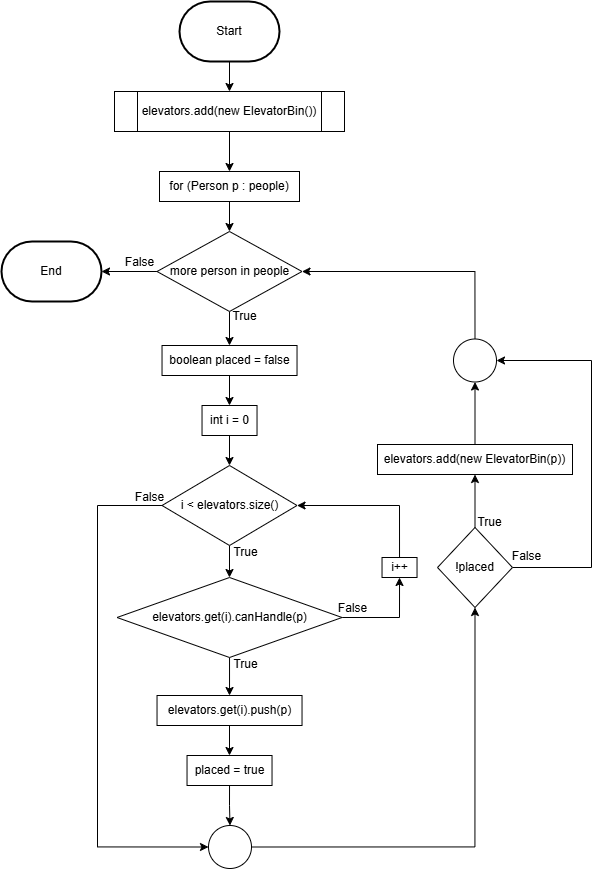 Start
elevators.add(new ElevatorBin())
for (Person p : people)
more person in people
False
End
True
boolean placed = false
int i = 0
i < elevators.size()
False
True
elevators.get(i).canHandle(p)
False
i++
True
elevators.get(i).push(p)
placed = true
!placed
True
False
elevators.add(new ElevatorBin(p))